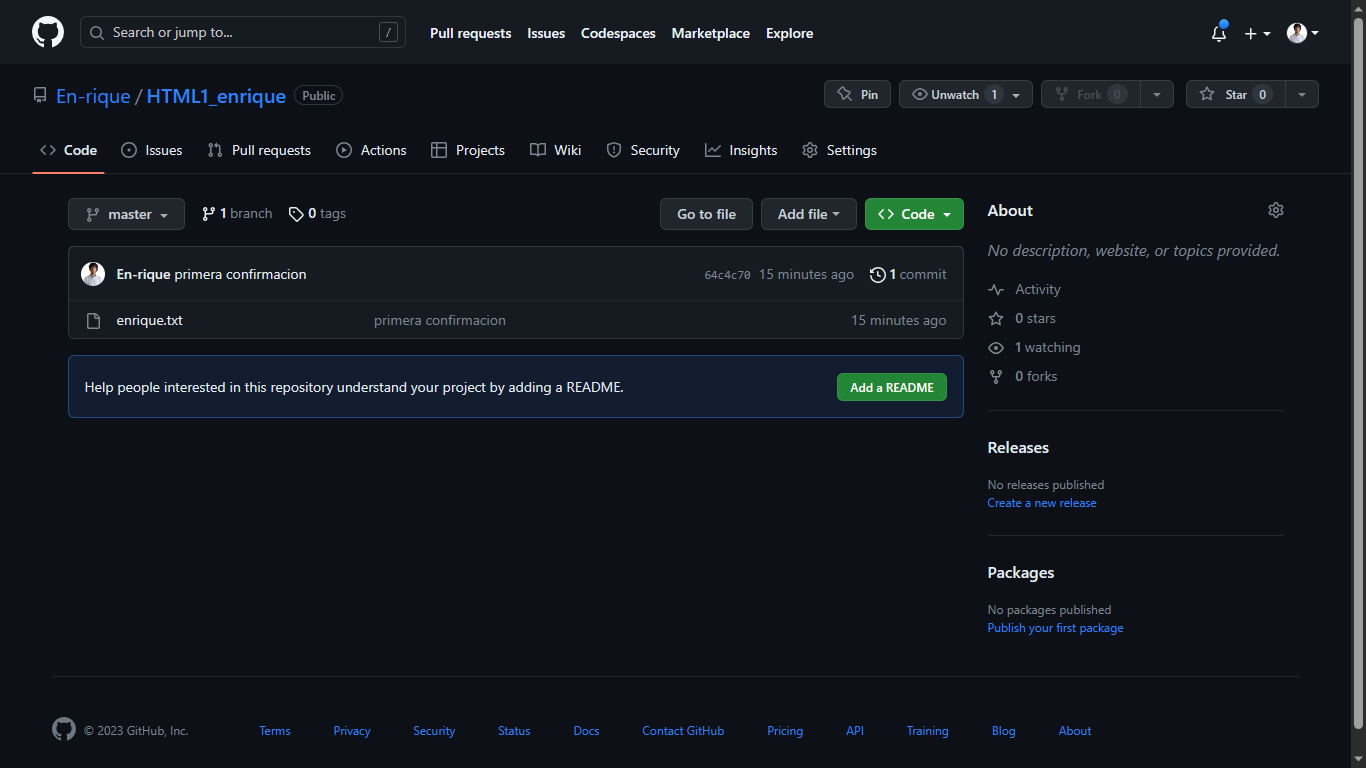 Search or jump to... / Pull requests Issues Codespaces Marketplace Explore
En-rique / HTML1_enrique Public Pin Unwatch 1 Fork 0 Star 0
Code Issues Pull requests Actions Projects Wiki Security Insights Settings
master 1 branch 0 tags Go to file Add file Code
En-rique primera confirmacion 64c4c70 15 minutes ago 1 commit
enrique.txt primera confirmacion 15 minutes ago
Help people interested in this repository understand your project by adding a README. Add a README
About
No description, website, or topics provided.
Activity
0 stars
1 watching
0 forks
Releases
No releases published
Create a new release
Packages
No packages published
Publish your first package
© 2023 GitHub, Inc. Terms Privacy Security Status Docs Contact GitHub Pricing API Training Blog About